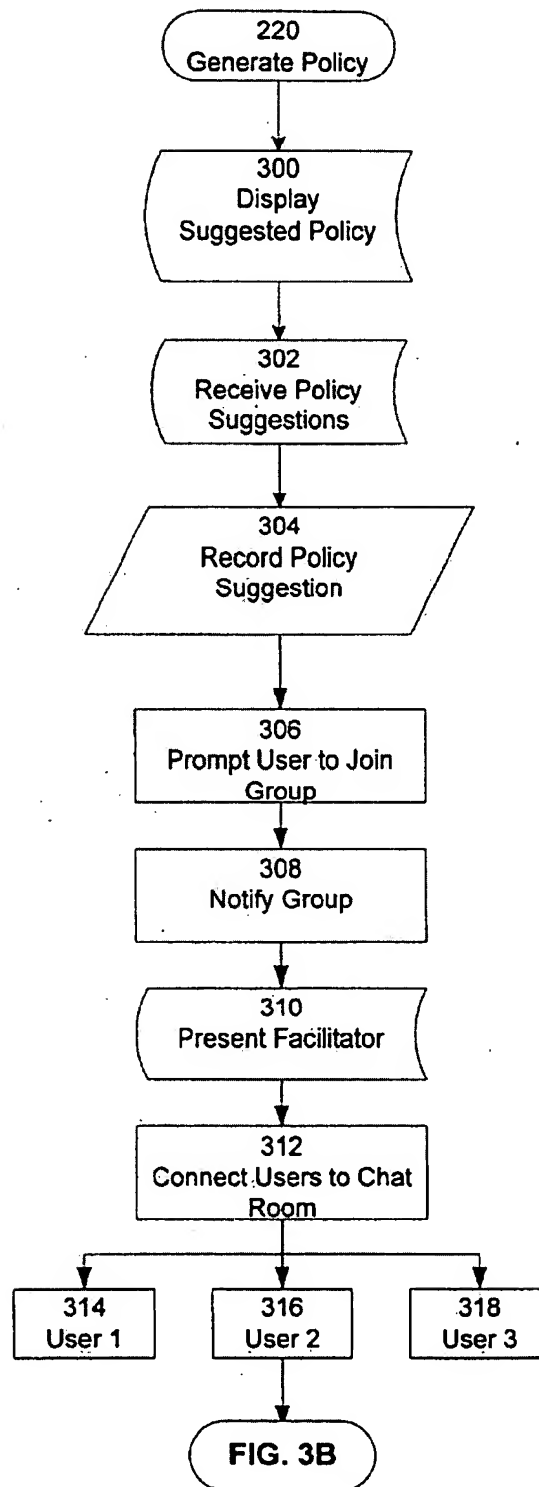 220
Generate Policy
300
Display
Suggested Policy
302
Receive Policy
Suggestions
304
Record Policy
Suggestion
306
Prompt User to Join
Group
308
Notify Group
310
Present Facilitator
312
Connect Users to Chat
Room
314
User 1
316
User 2
318
User 3
FIG. 3B